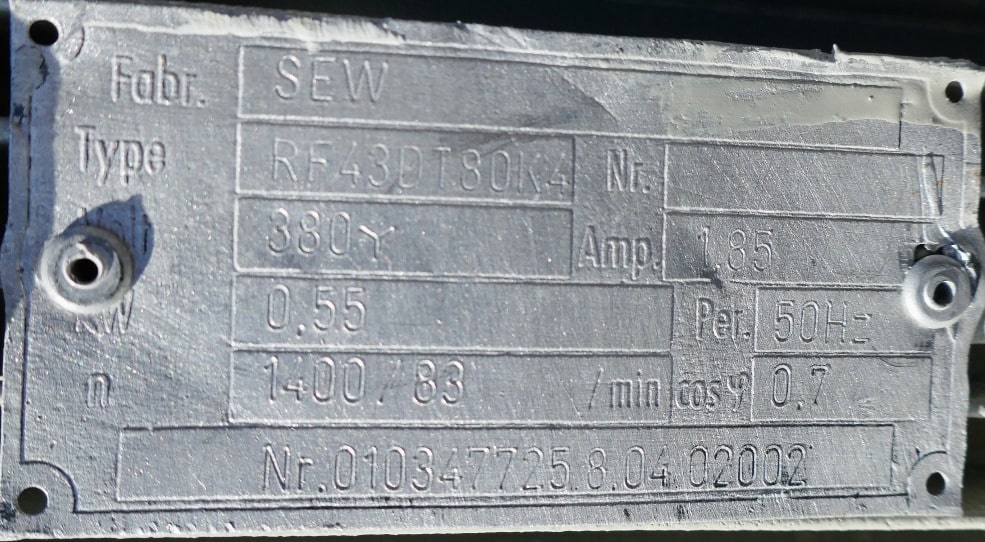 Fabr. SEW
Type RF43DT80K4 Nr.
380Y Amp. 1.85
KW 0,55 Per. 50Hz
n 1400/83 /min cosφ 0,7
Nr.010347725.8.04.02002